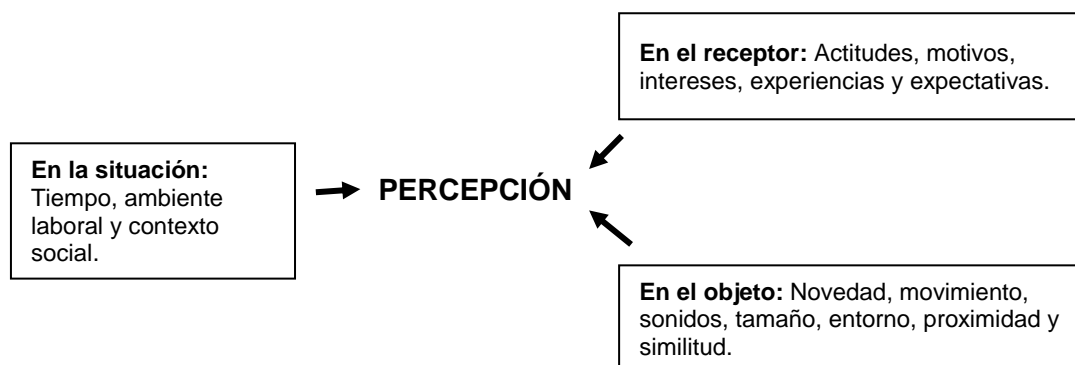 En el receptor: Actitudes, motivos,
intereses, experiencias y expectativas.
En la situación:
Tiempo, ambiente
laboral y contexto
social.
PERCEPCIÓN
En el objeto: Novedad, movimiento,
sonidos, tamaño, entorno, proximidad y
similitud.